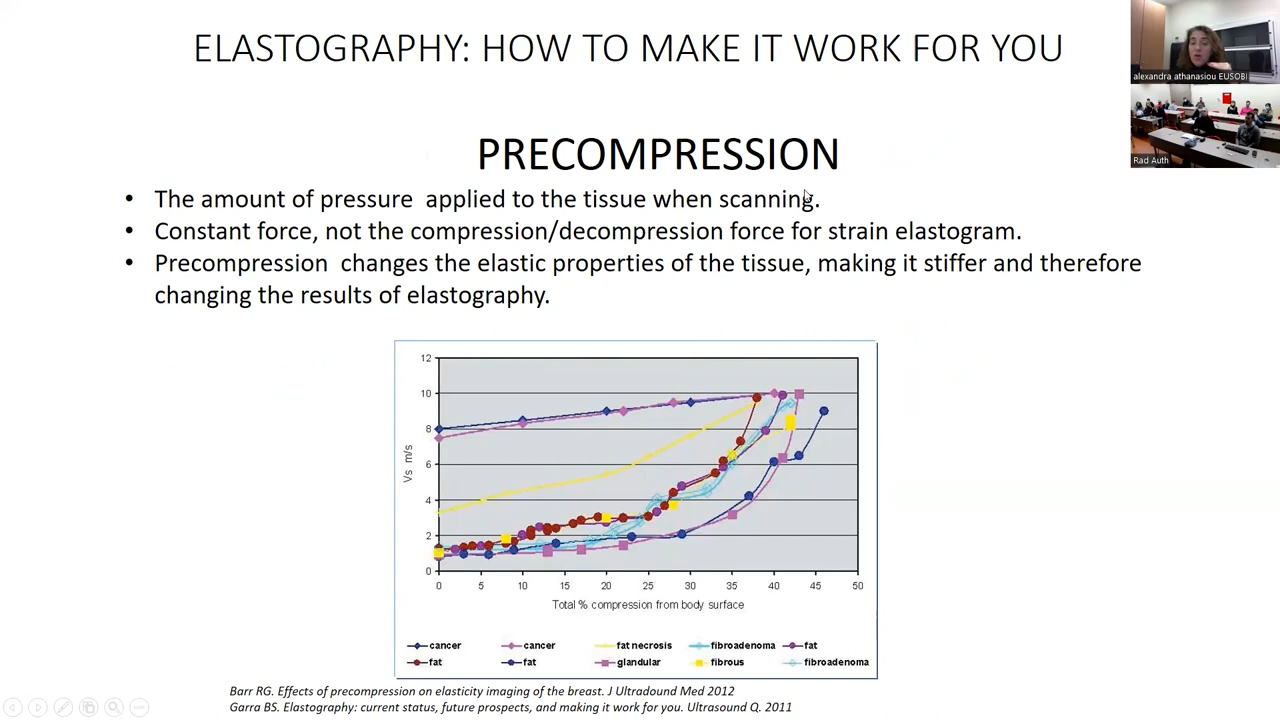 ELASTOGRAPHY: HOW TO MAKE IT WORK FOR YOU
alexandra athanasiou EUSOBI
Rad Auth
PRECOMPRESSION
• The amount of pressure applied to the tissue when scanning.
• Constant force, not the compression/decompression force for strain elastogram.
• Precompression changes the elastic properties of the tissue, making it stiffer and therefore
changing the results of elastography.
12
10
8
6
4
2
0
Vs m/s
0 5 10 15 20 25 30 35 40 45 50
Total % compression from body surface
cancer cancer fat necrosis fibroadenoma fat
fat fat glandular fibrous fibroadenoma
Barr RG. Effects of precompression on elasticity imaging of the breast. J Ultradound Med 2012
Garra BS. Elastography: current status, future prospects, and making it work for you. Ultrasound Q. 2011